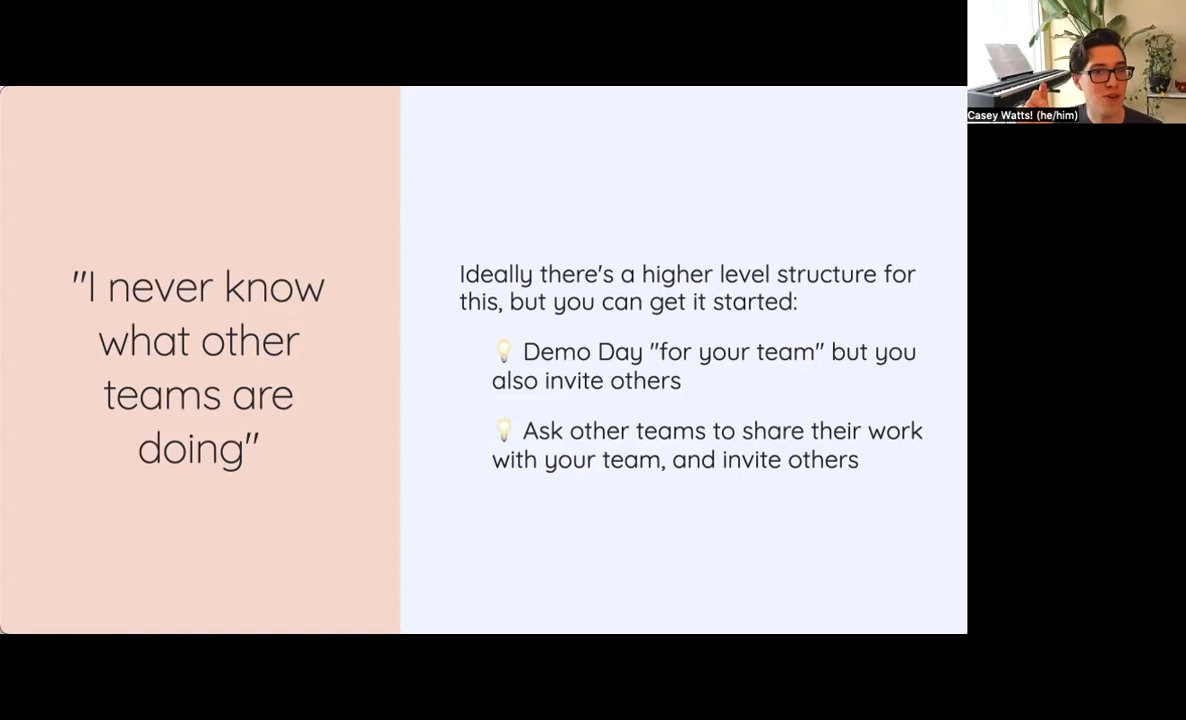 Casey Watts! (he/him)
"I never know
what other
teams are
doing"
Ideally there's a higher level structure for
this, but you can get it started:
💡 Demo Day "for your team" but you
also invite others
💡 Ask other teams to share their work
with your team, and invite others